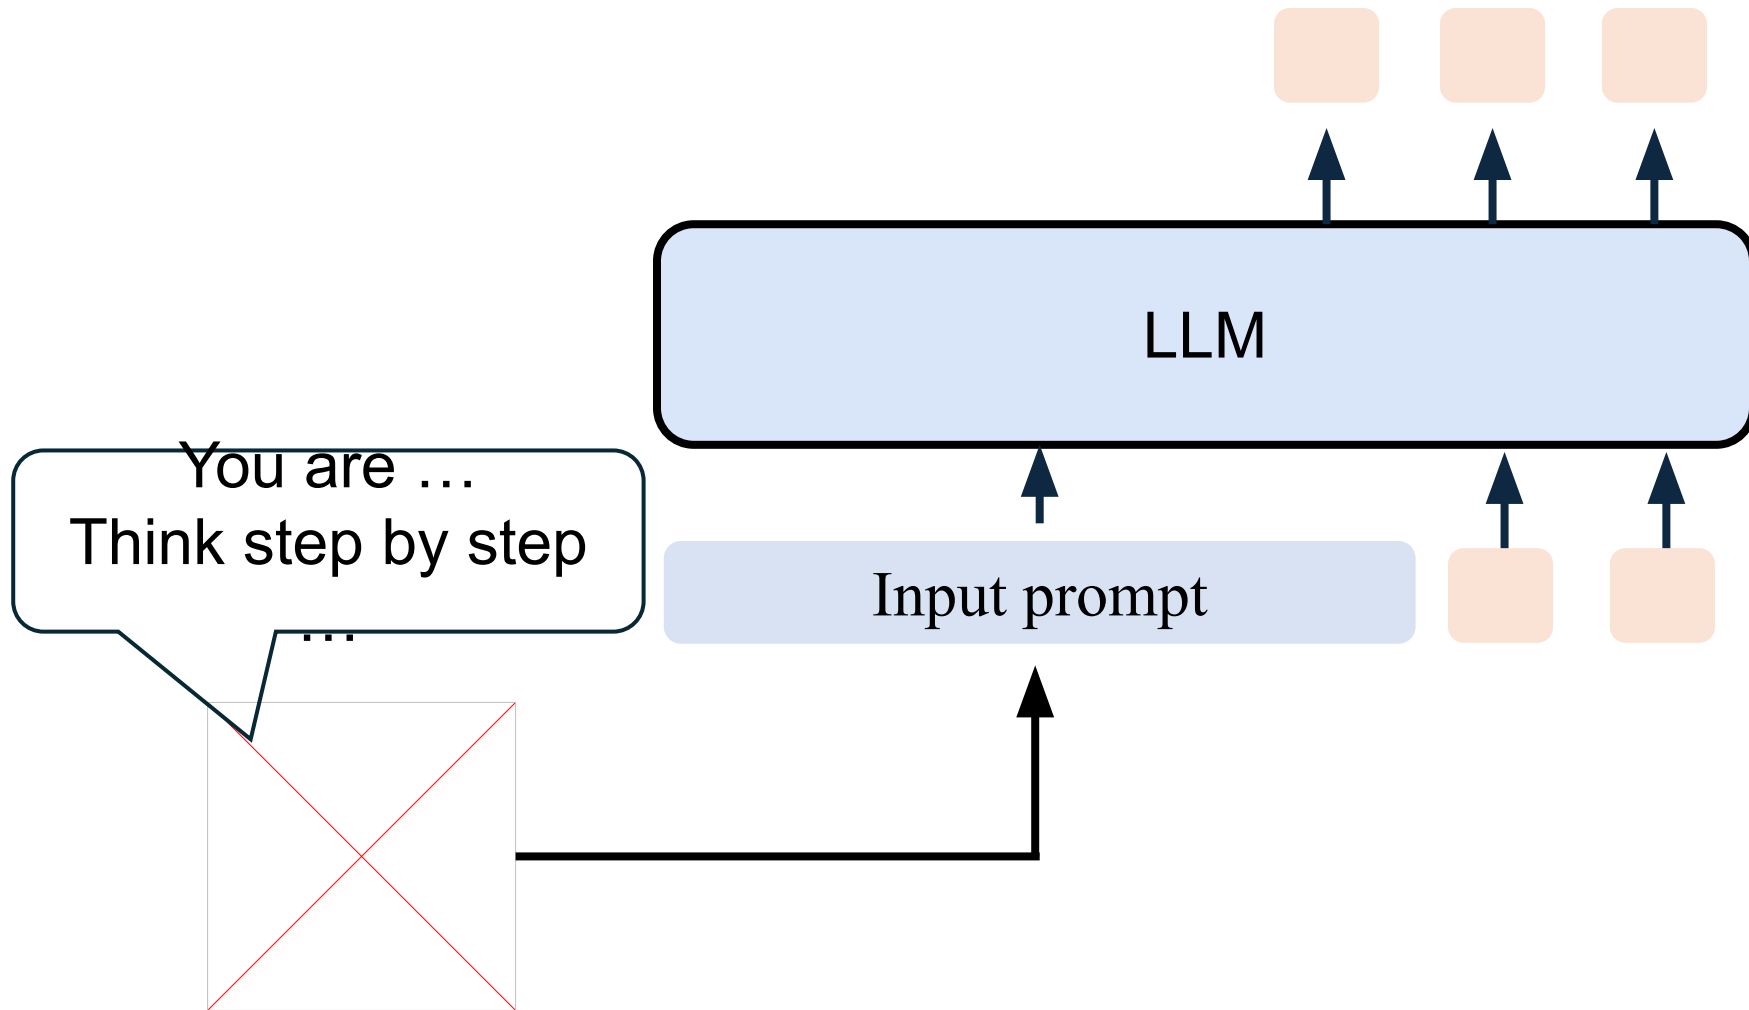 LLM
You are …
Think step by step
…
Input prompt